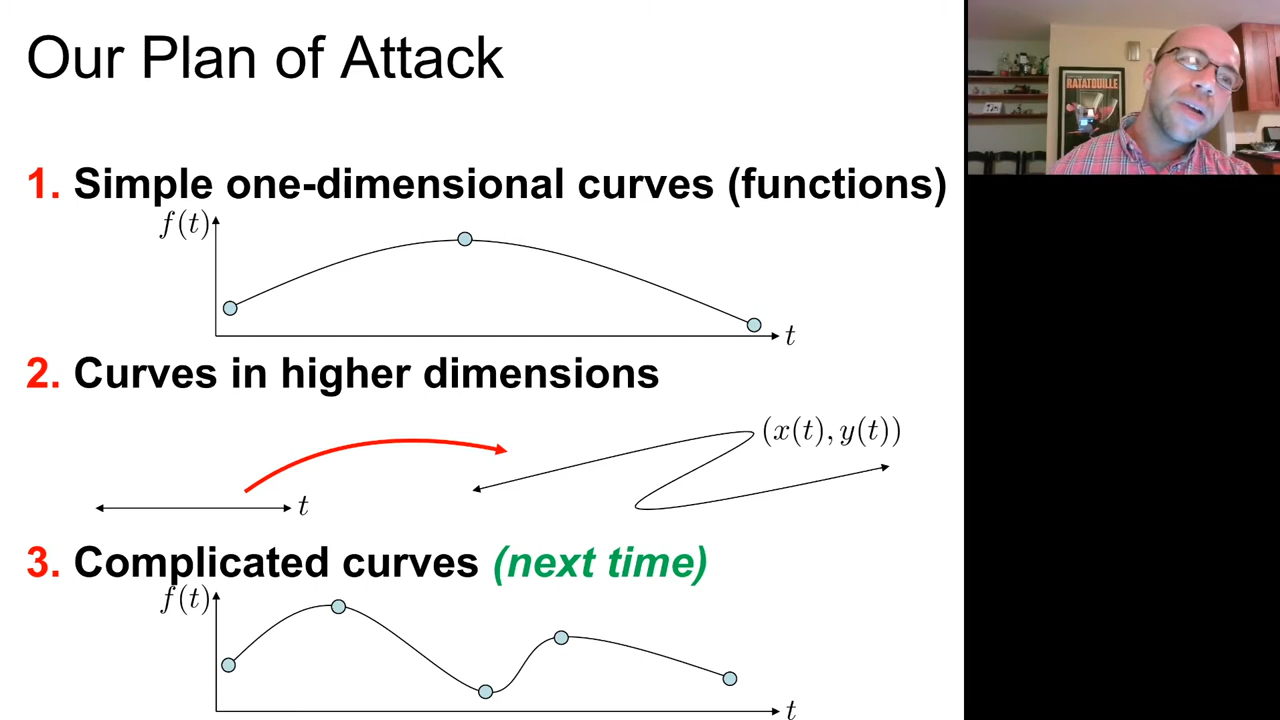 Our Plan of Attack
RATATOUILLE
1. Simple one-dimensional curves (functions)
f(t)
t
2. Curves in higher dimensions
(x(t), y(t))
t
3. Complicated curves (next time)
f(t)
t